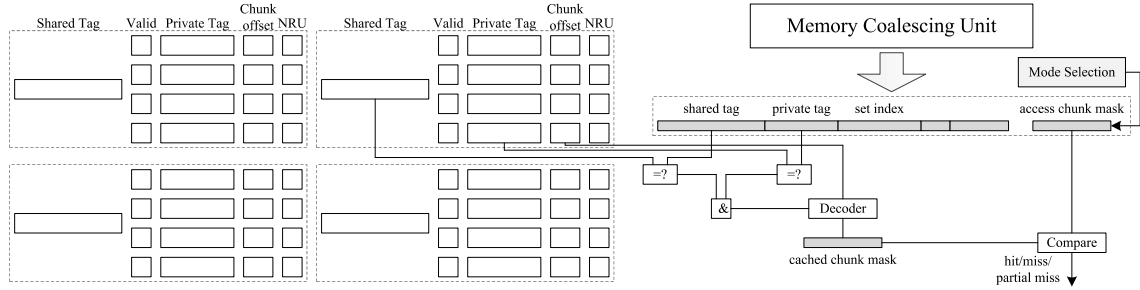 Shared Tag
Valid
Private Tag
Chunk
offset
NRU
Shared Tag
Valid
Private Tag
Chunk
offset
NRU
Memory Coalescing Unit
Mode Selection
shared tag
private tag
set index
access chunk mask
=?
=?
&
Decoder
cached chunk mask
Compare
hit/miss/
partial miss